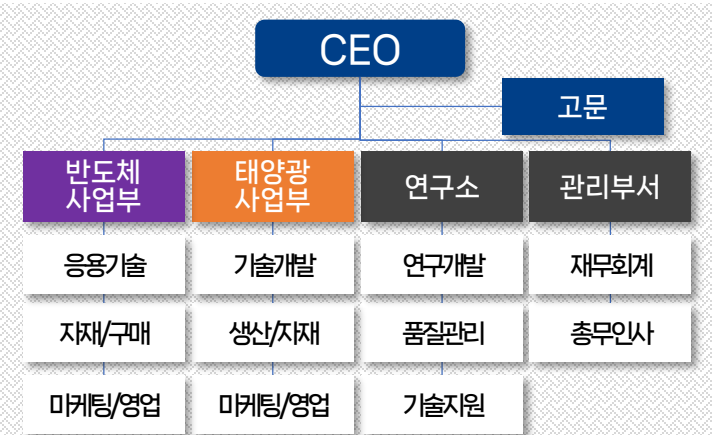 CEO
고문
반도체
사업부
태양광
사업부
연구소
관리부서
응용기술
기술개발
연구개발
재무회계
자재/구매
생산/자재
품질관리
총무인사
마케팅/영업
마케팅/영업
기술지원